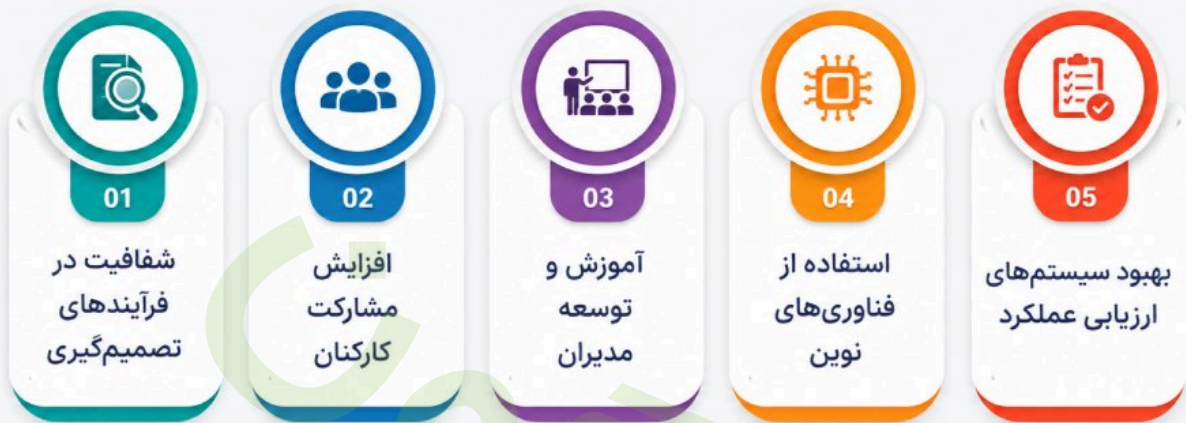 01
شفافیت در
فرآیندهای
تصمیم‌گیری
02
افزایش
مشارکت
کارکنان
03
آموزش و
توسعه
مدیران
04
استفاده از
فناوری‌های
نوین
05
بهبود سیستم‌های
ارزیابی عملکرد